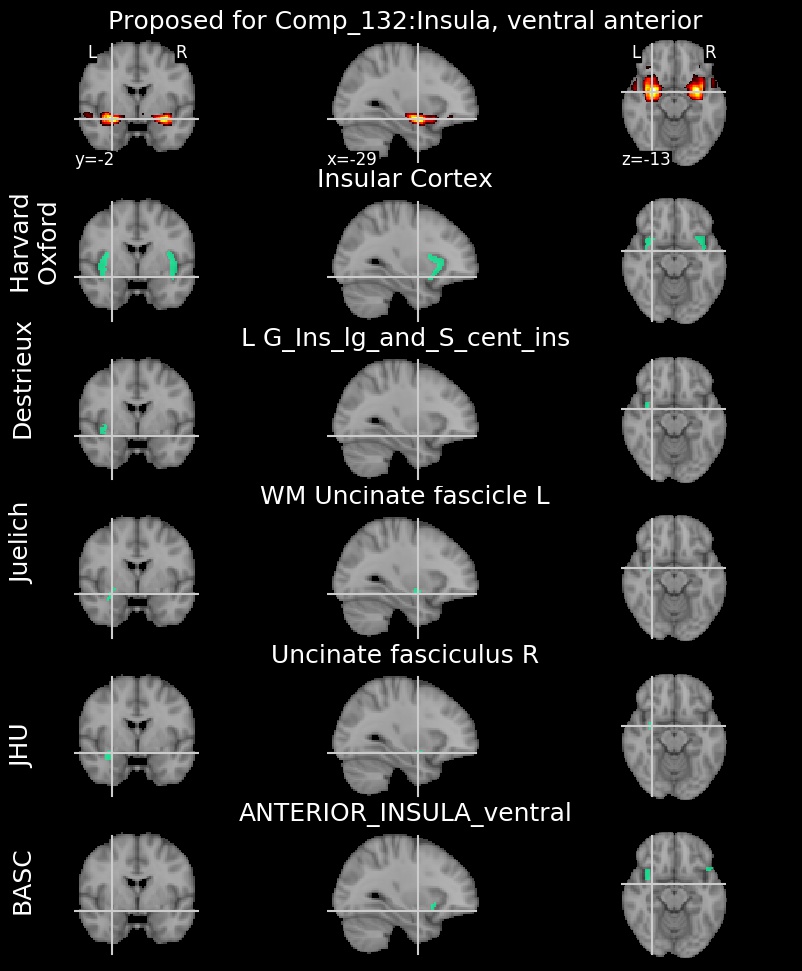 Proposed for Comp_132:Insula, ventral anterior
L R
L R
y=-2
x=-29
z=-13
Insular Cortex
Harvard
Oxford
L G_Ins_lg_and_S_cent_ins
Destrieux
WM Uncinate fascicle L
Juelich
Uncinate fasciculus R
JHU
ANTERIOR_INSULA_ventral
BASC